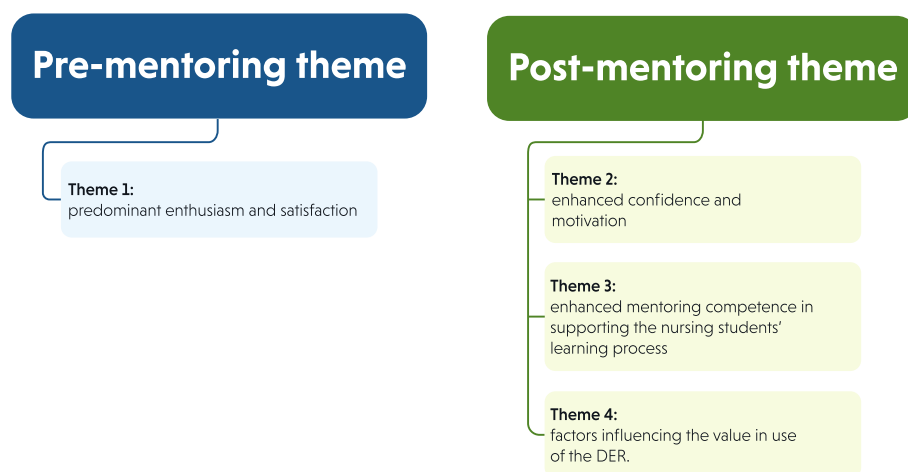 Pre-mentoring theme
Theme 1:
predominant enthusiasm and satisfaction
Post-mentoring theme
Theme 2:
enhanced confidence and
motivation
Theme 3:
enhanced mentoring competence in
supporting the nursing students’
learning process
Theme 4:
factors influencing the value in use
of the DER.